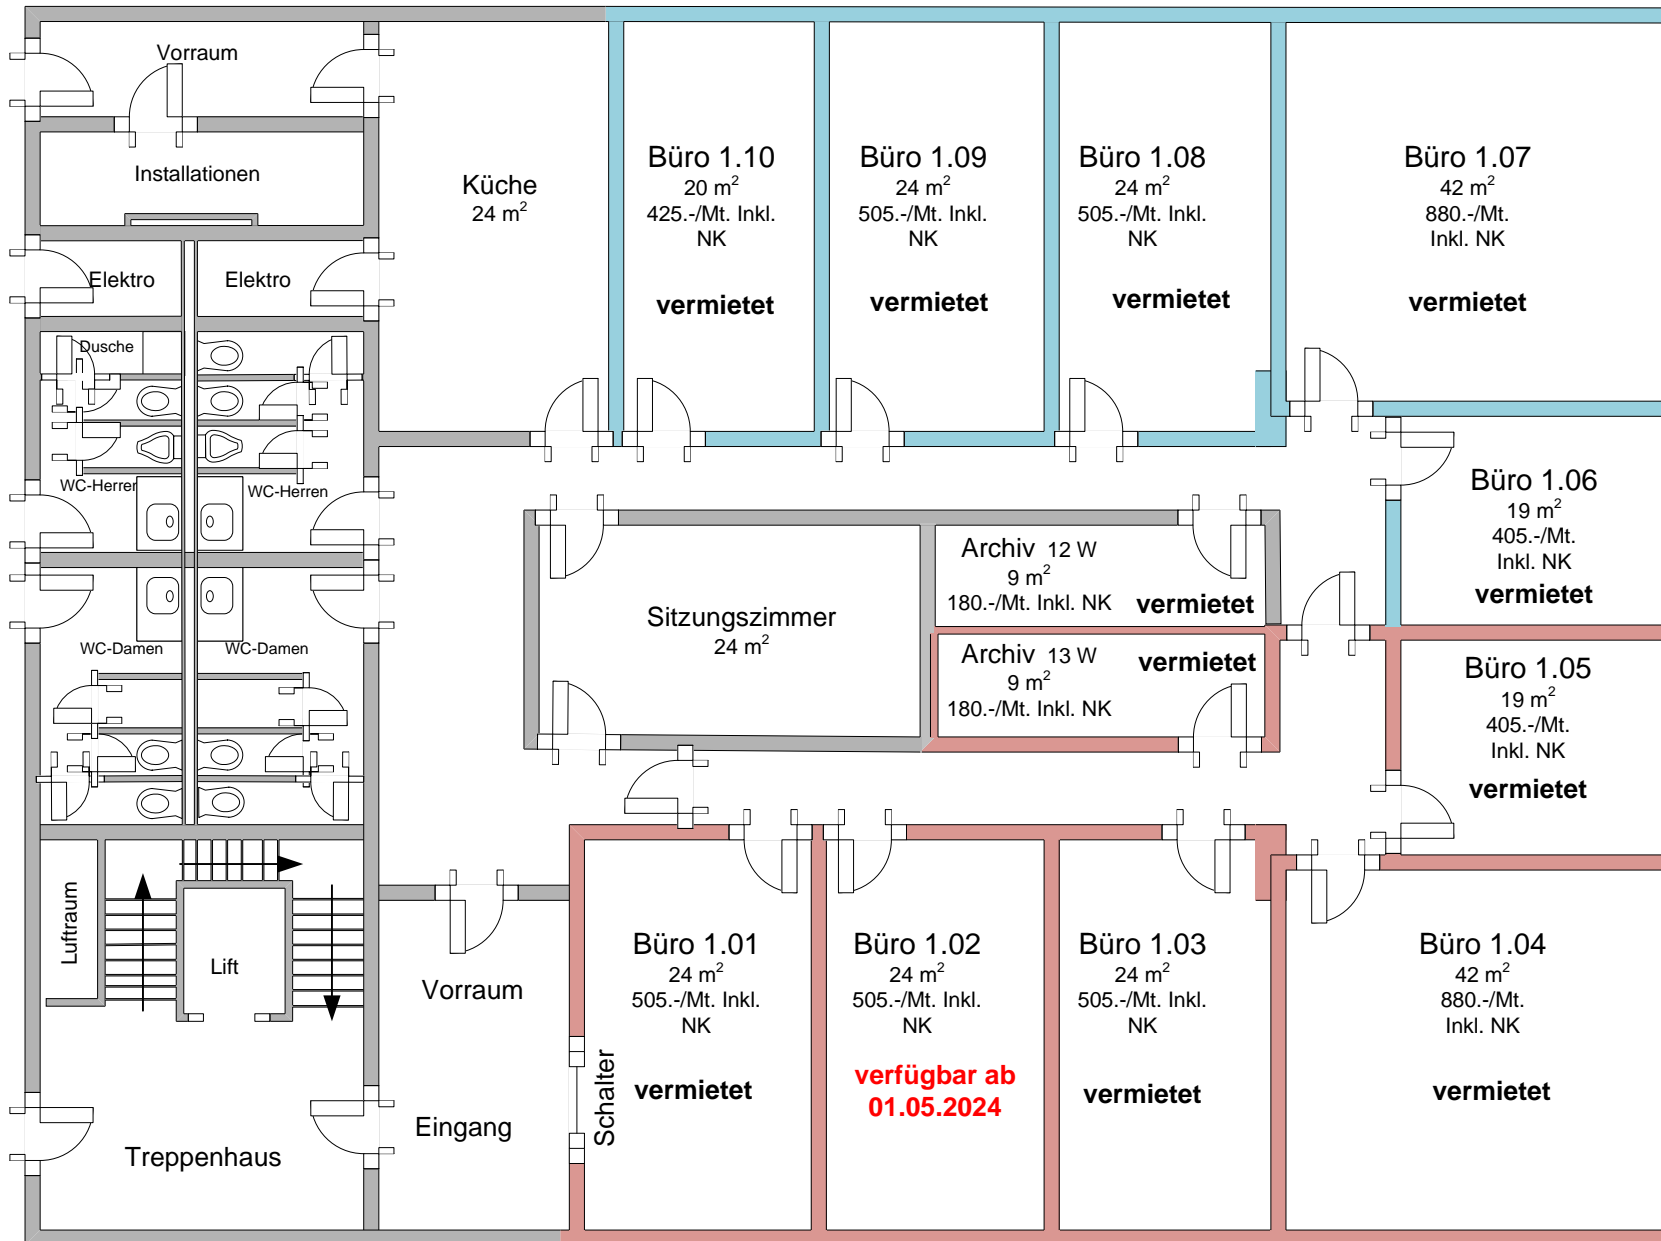 Vorraum
Installationen
Elektro
Elektro
Dusche
WC-Herren
WC-Herren
WC-Damen
WC-Damen
Luftraum
Lift
Treppenhaus
Küche
24 m²
Büro 1.10
20 m²
425.-/Mt. Inkl.
NK
vermietet
Büro 1.09
24 m²
505.-/Mt. Inkl.
NK
vermietet
Büro 1.08
24 m²
505.-/Mt. Inkl.
NK
vermietet
Büro 1.07
42 m²
880.-/Mt.
Inkl. NK
vermietet
Büro 1.06
19 m²
405.-/Mt.
Inkl. NK
vermietet
Sitzungszimmer
24 m²
Archiv 12 W
9 m²
180.-/Mt. Inkl. NK
vermietet
Archiv 13 W
9 m²
180.-/Mt. Inkl. NK
vermietet
Büro 1.05
19 m²
405.-/Mt.
Inkl. NK
vermietet
Vorraum
Eingang
Schalter
Büro 1.01
24 m²
505.-/Mt. Inkl.
NK
vermietet
Büro 1.02
24 m²
505.-/Mt. Inkl.
NK
verfügbar ab
01.05.2024
Büro 1.03
24 m²
505.-/Mt. Inkl.
NK
vermietet
Büro 1.04
42 m²
880.-/Mt.
Inkl. NK
vermietet